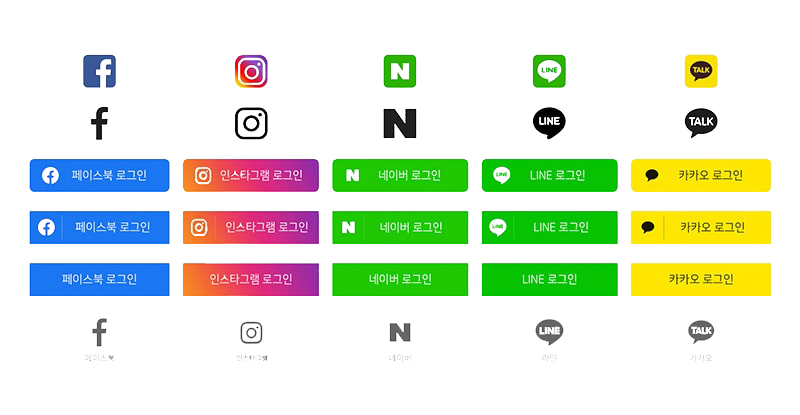 N LINE TALK
N LINE TALK
페이스북 로그인 인스타그램 로그인 N 네이버 로그인 LINE LINE 로그인 카카오 로그인
페이스북 로그인 인스타그램 로그인 N 네이버 로그인 LINE LINE 로그인 카카오 로그인
페이스북 로그인 인스타그램 로그인 네이버 로그인 LINE 로그인 카카오 로그인
N LINE TALK
페이스북 인스타그램 네이버 라인 카카오